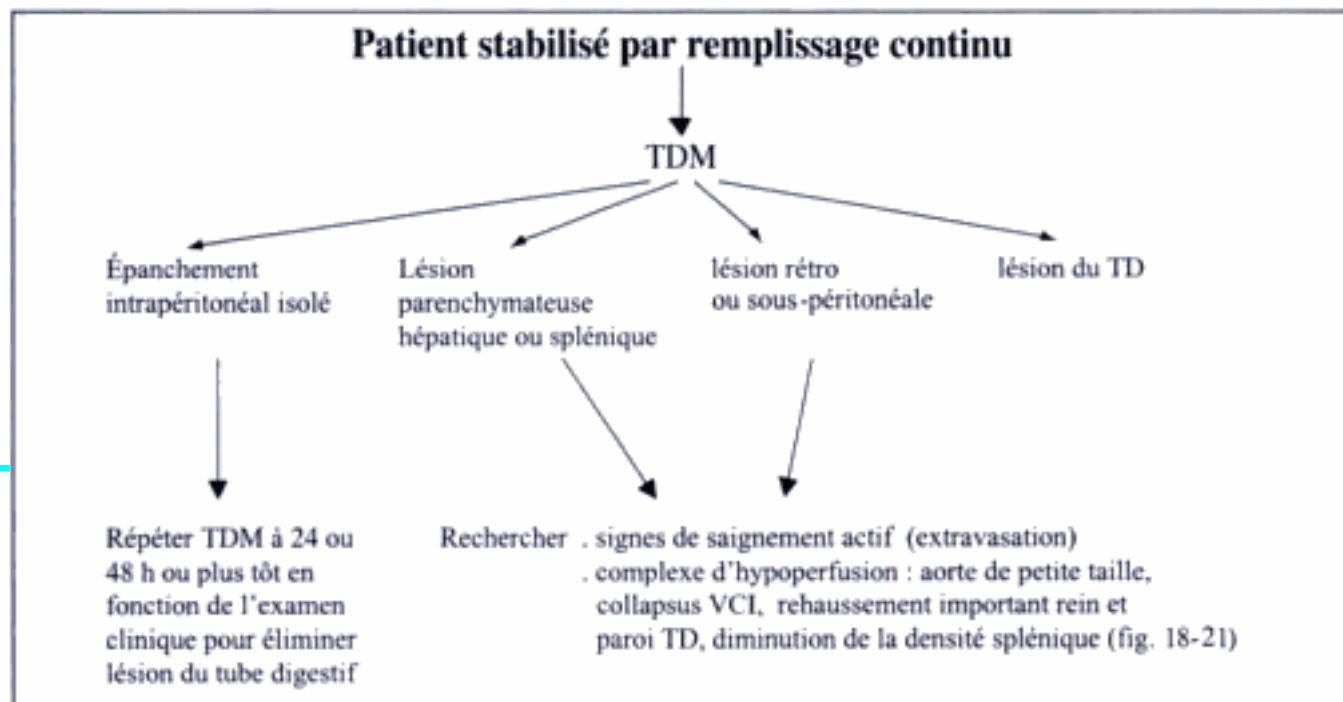 Patient stabilisé par remplissage continu
TDM
Épanchement
intrapéritonéal isolé
Lésion
parenchymateuse
hépatique ou splénique
lésion rétro
ou sous-péritonéale
lésion du TD
Répéter TDM à 24 ou
48 h ou plus tôt en
fonction de l'examen
clinique pour éliminer
lésion du tube digestif
Rechercher . signes de saignement actif (extravasation)
. complexe d'hypoperfusion : aorte de petite taille,
collapsus VCI, rehaussement important rein et
paroi TD, diminution de la densité splénique (fig. 18-21)